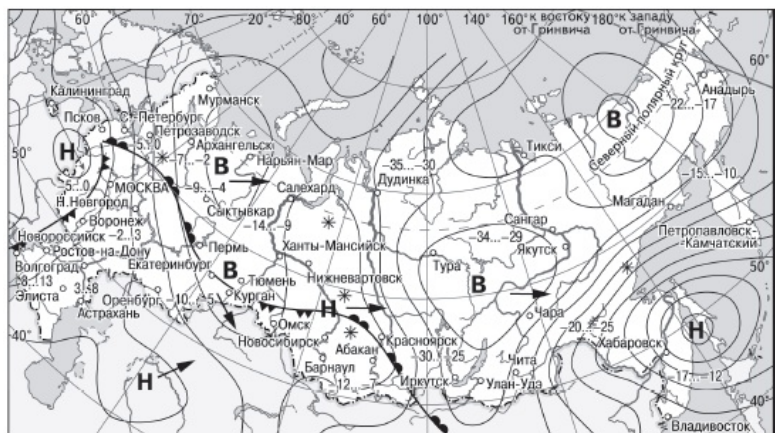 60° 70° 20° 80° 40° 60° 100° 140° 160° к востоку от Гринвича 180° к западу от Гринвича
60°
Калининград
Мурманск
Северный полярный круг
–22...–17
Анадырь
Псков
С.-Петербург
Петрозаводск
–5...0
Архангельск
В
Тикси
50°
Н
–7...–2
В
Нарьян-Мар
–35...–30
Дудинка
–15...–10
–5...0
МОСКВА
–9...–4
Салехард
Магадан
Н.Новгород
Сыктывкар
–14...–9
Сангар
Петропавловск-Камчатский
Воронеж
–34...–29
Новороссийск
–2...3
Пермь
Ханты-Мансийск
Якутск
50°
Ростов-на-Дону
Екатеринбург
В
Тура
Волгоград
Тюмень
Нижневартовск
В
8...13
3...8
Оренбург
–10...–5
Курган
Н
Чара
Элиста
Астрахань
Омск
–20...–25
Н
40°
Новосибирск
Красноярск
Хабаровск
Абакан
–30...–25
Чита
Н
Барнаул
–12...–7
Иркутск
Улан-Удэ
–17...–12
40°
Владивосток